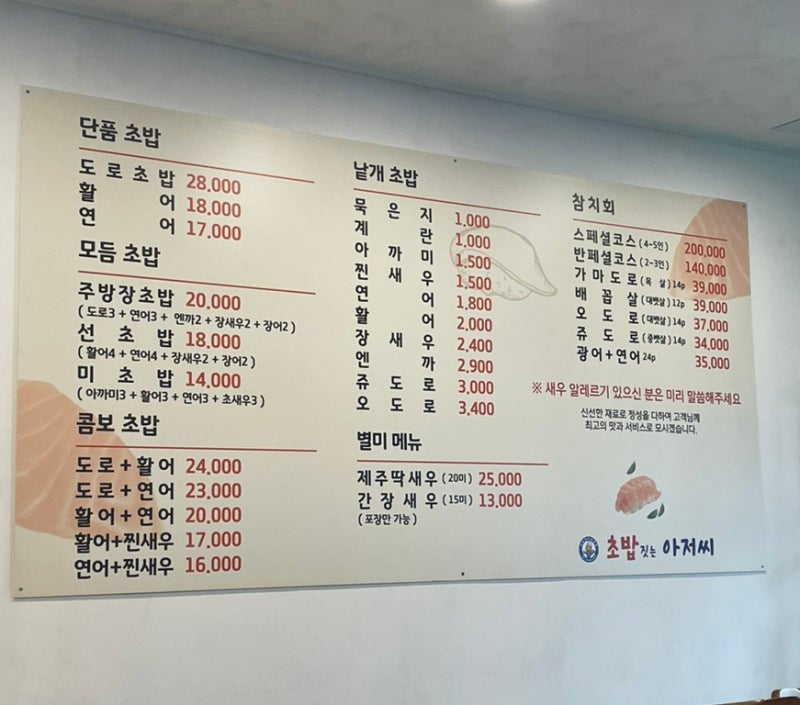 단품 초밥
도로초밥 28,000
활어 18,000
연어 17,000
모듬 초밥
주방장초밥 20,000
( 도로3 + 연어3 + 엔까2 + 장새우2 + 장어2 )
선초밥 18,000
( 활어4 + 연어4 + 장새우2 + 장어2 )
미초밥 14,000
( 아까미3 + 활어3 + 연어3 + 초새우3 )
콤보 초밥
도로+활어 24,000
도로+연어 23,000
활어+연어 20,000
활어+찐새우 17,000
연어+찐새우 16,000
낱개 초밥
묵은지 1,000
계란 1,000
아까미 1,500
찐새우 1,500
연어 1,800
활어 2,000
장새우 2,400
엔까 2,900
쥬도로 3,000
오도로 3,400
별미 메뉴
제주딱새우 (20미) 25,000
간장새우 (15미) 13,000
( 포장만 가능 )
참치회
스페셜코스 (4~5인) 200,000
반페셜코스 (2~3인) 140,000
가마도로 (목살) 14p 39,000
배꼽살 (대뱃살) 12p 39,000
오도로 (대뱃살) 14p 37,000
쥬도로 (중뱃살) 14p 34,000
광어+연어 24p 35,000
※ 새우 알레르기 있으신 분은 미리 말씀해주세요
신선한 재료로 정성을 다하여 고객님께
최고의 맛과 서비스로 모시겠습니다.
초밥 짓는 아저씨